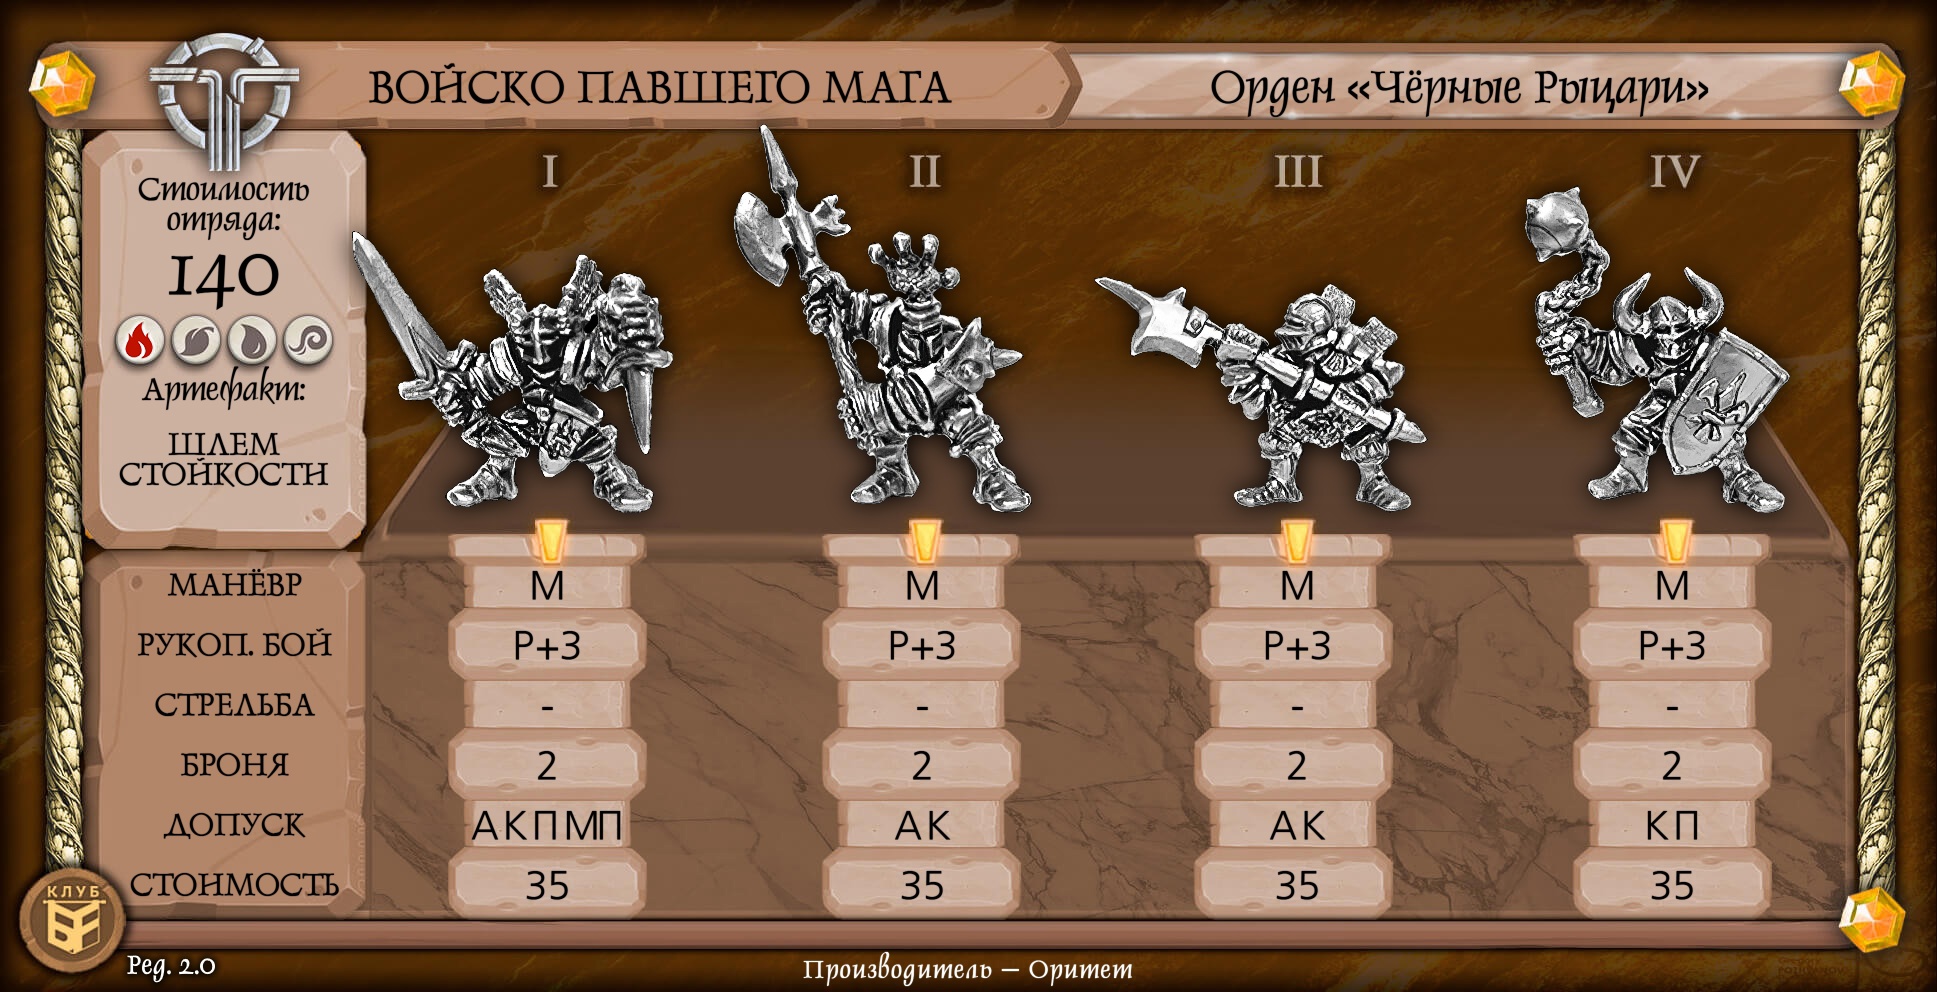 ВОЙСКО ПАВШЕГО МАГА
Орден «Чёрные Рыцари»
Стоимость
отряда:
140
Артефакт:
ШЛЕМ
СТОЙКОСТИ
I II III IV
МАНЁВР М М М М
РУКОП. БОЙ Р+3 Р+3 Р+3 Р+3
СТРЕЛЬБА - - - -
БРОНЯ 2 2 2 2
ДОПУСК АКПМП АК АК КП
СТОИМОСТЬ 35 35 35 35
КЛУБ
Ред. 2.0
Производитель – Оритет